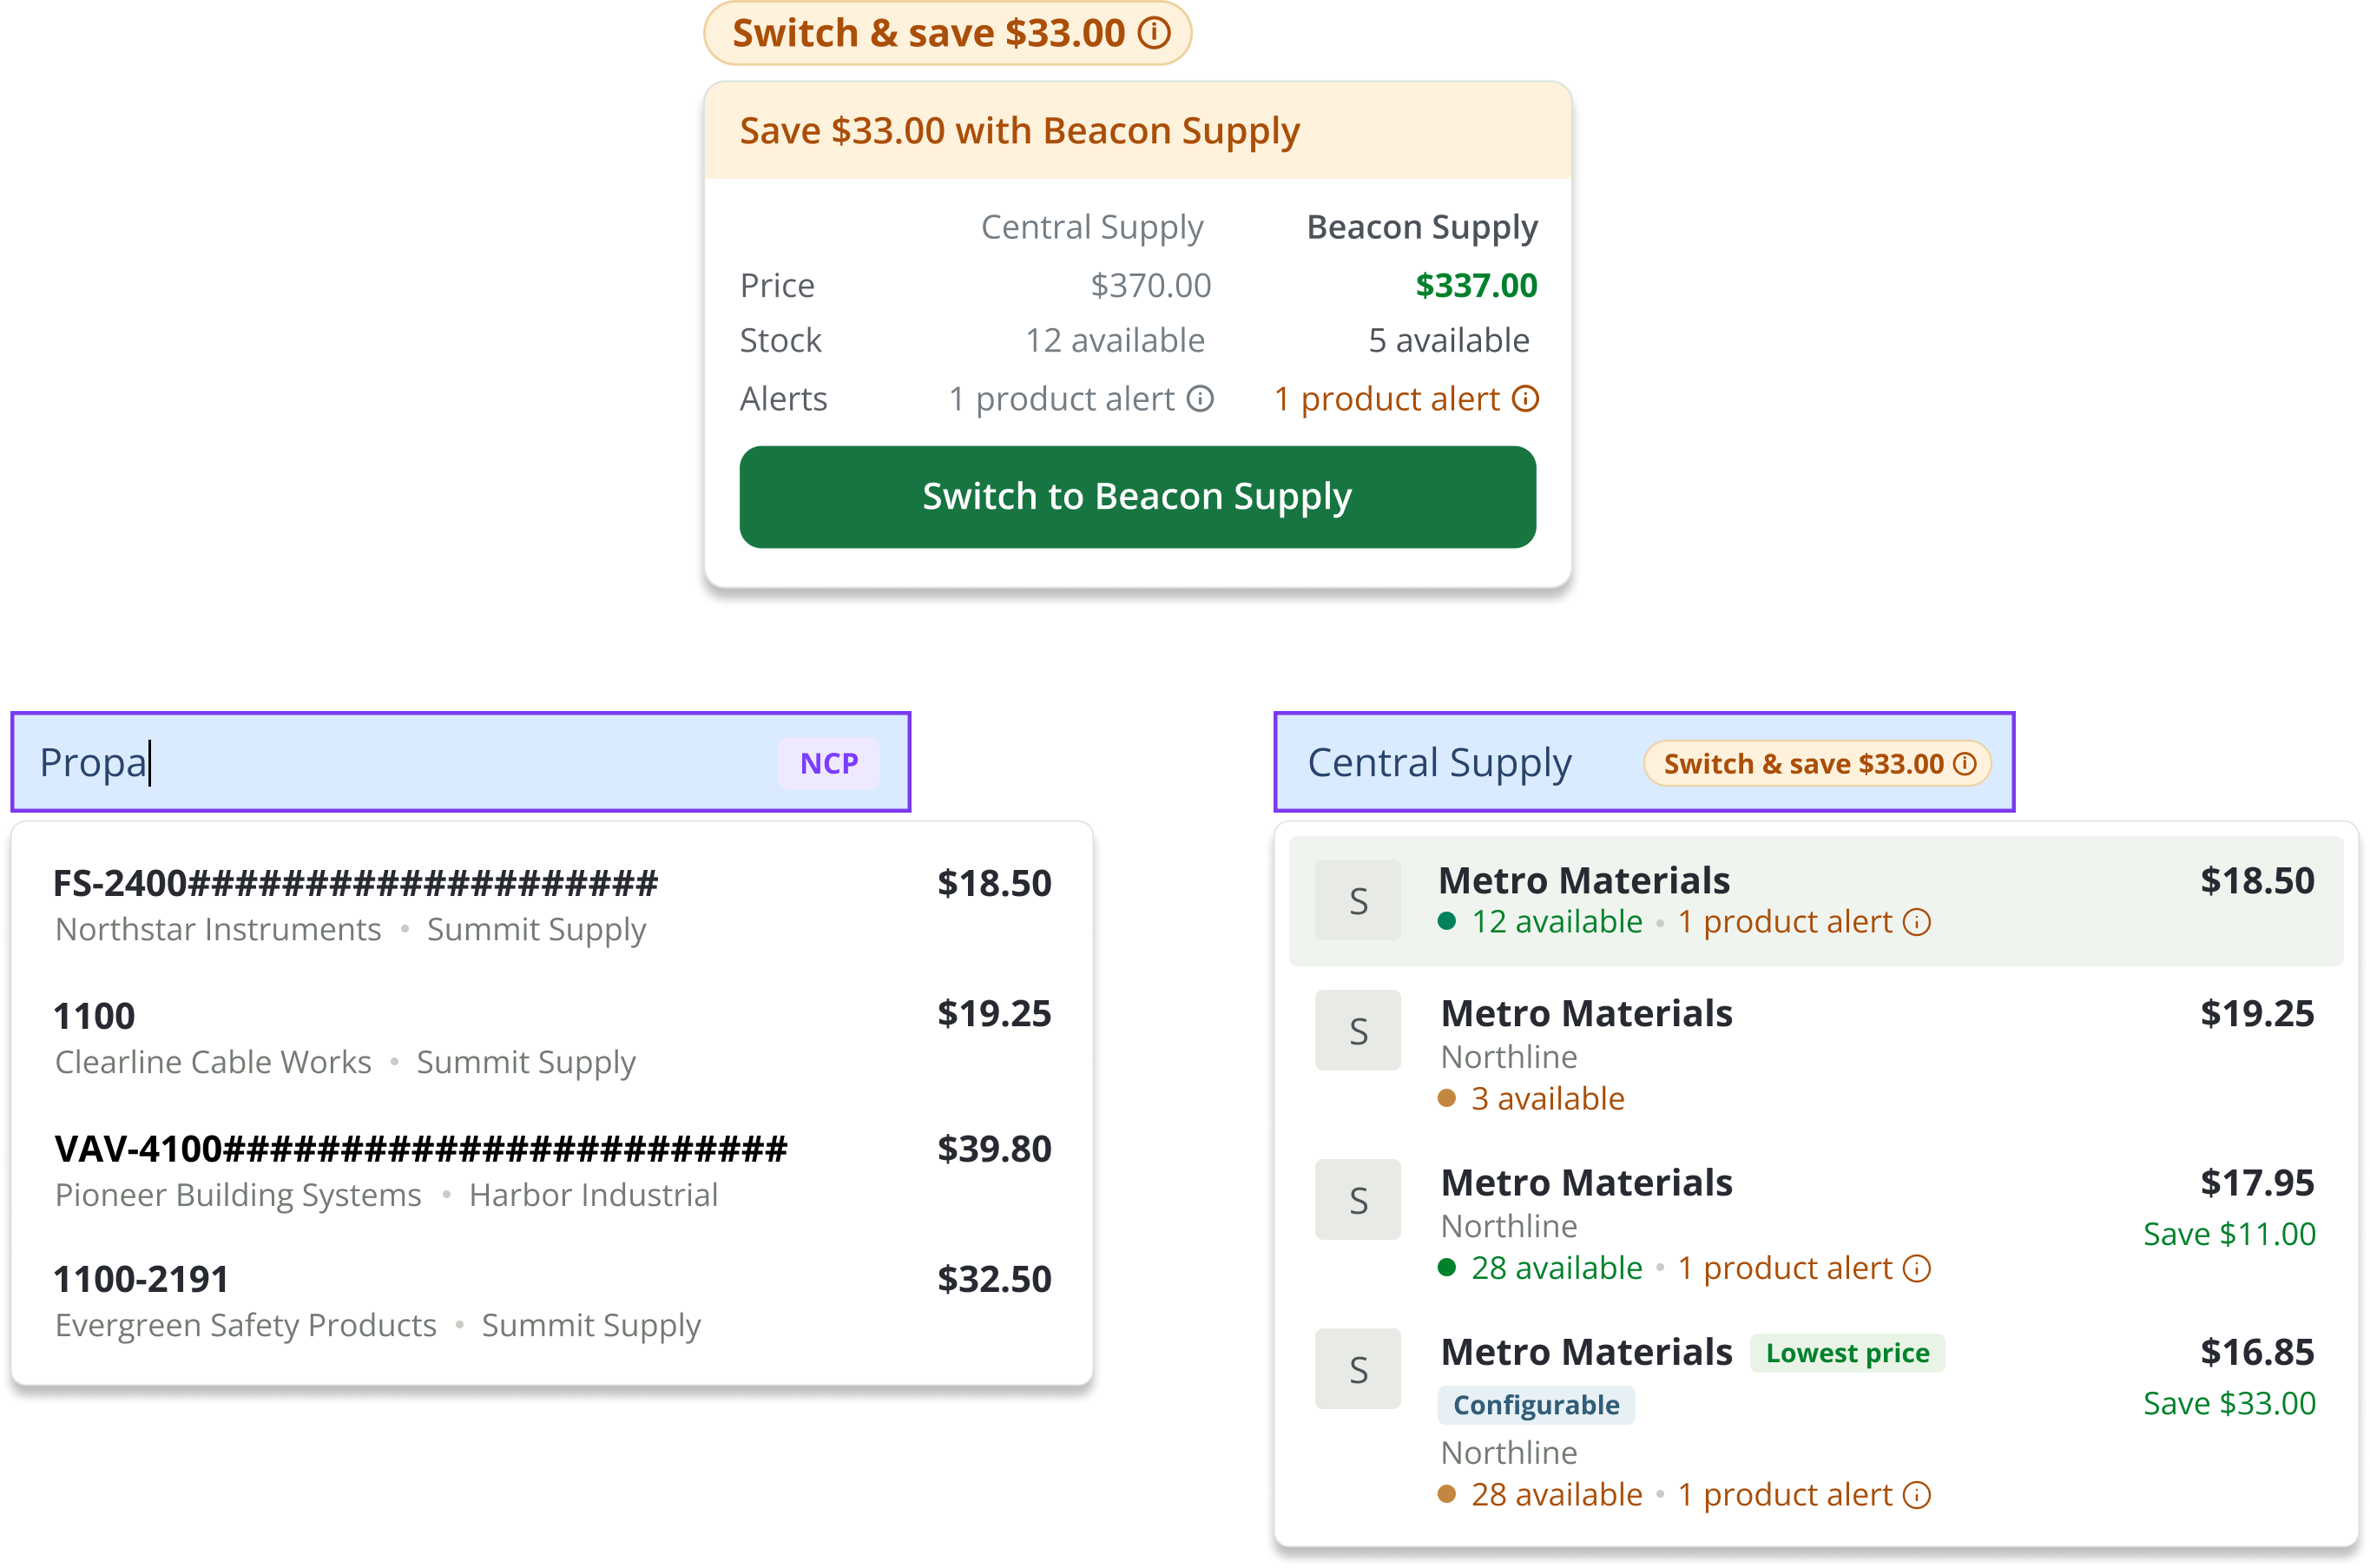 Switch & save $33.00
Save $33.00 with Beacon Supply
Central Supply Beacon Supply
Price $370.00 $337.00
Stock 12 available 5 available
Alerts 1 product alert 1 product alert
Switch to Beacon Supply
Propa NCP
FS-2400#################### $18.50
Northstar Instruments • Summit Supply
1100 $19.25
Clearline Cable Works • Summit Supply
VAV-4100######################## $39.80
Pioneer Building Systems • Harbor Industrial
1100-2191 $32.50
Evergreen Safety Products • Summit Supply
Central Supply Switch & save $33.00
S Metro Materials $18.50
12 available • 1 product alert
S Metro Materials $19.25
Northline
3 available
S Metro Materials $17.95
Northline Save $11.00
28 available • 1 product alert
S Metro Materials Lowest price $16.85
Configurable Save $33.00
Northline
28 available • 1 product alert